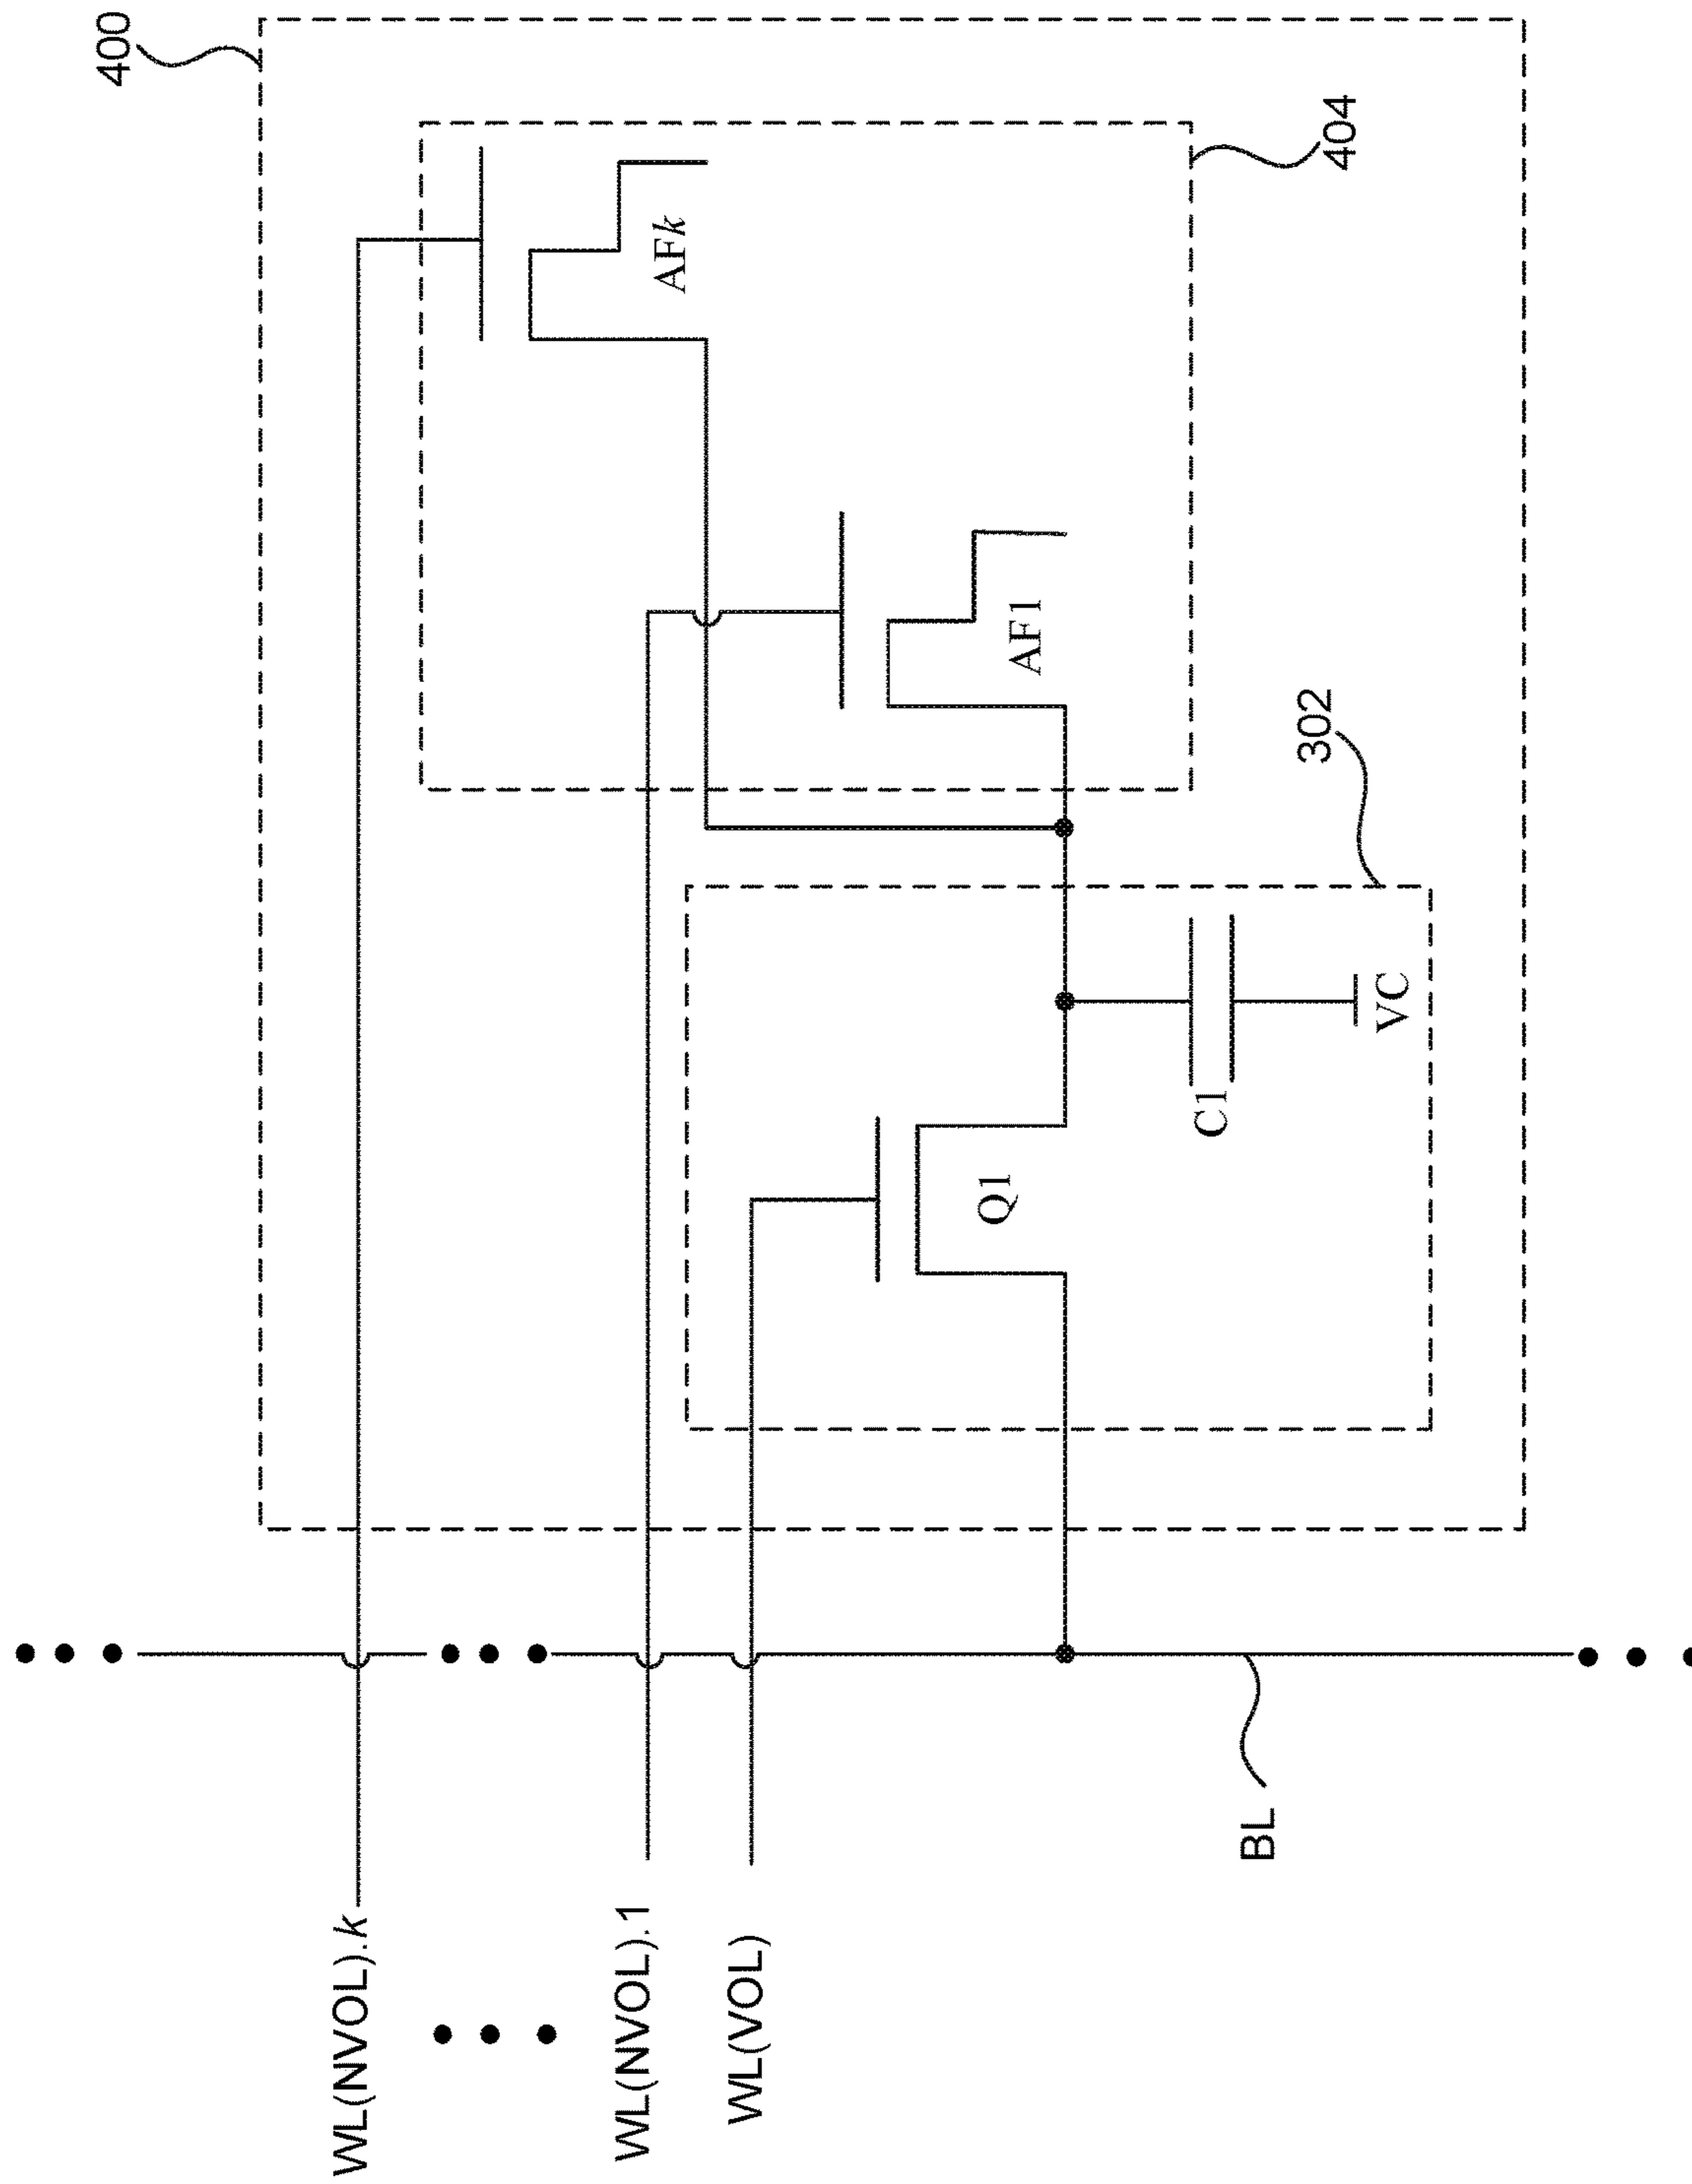 400
404
AFk
AF1
302
Q1
C1
VC
WL(NVOL).k
WL(NVOL).1
WL(VOL)
BL